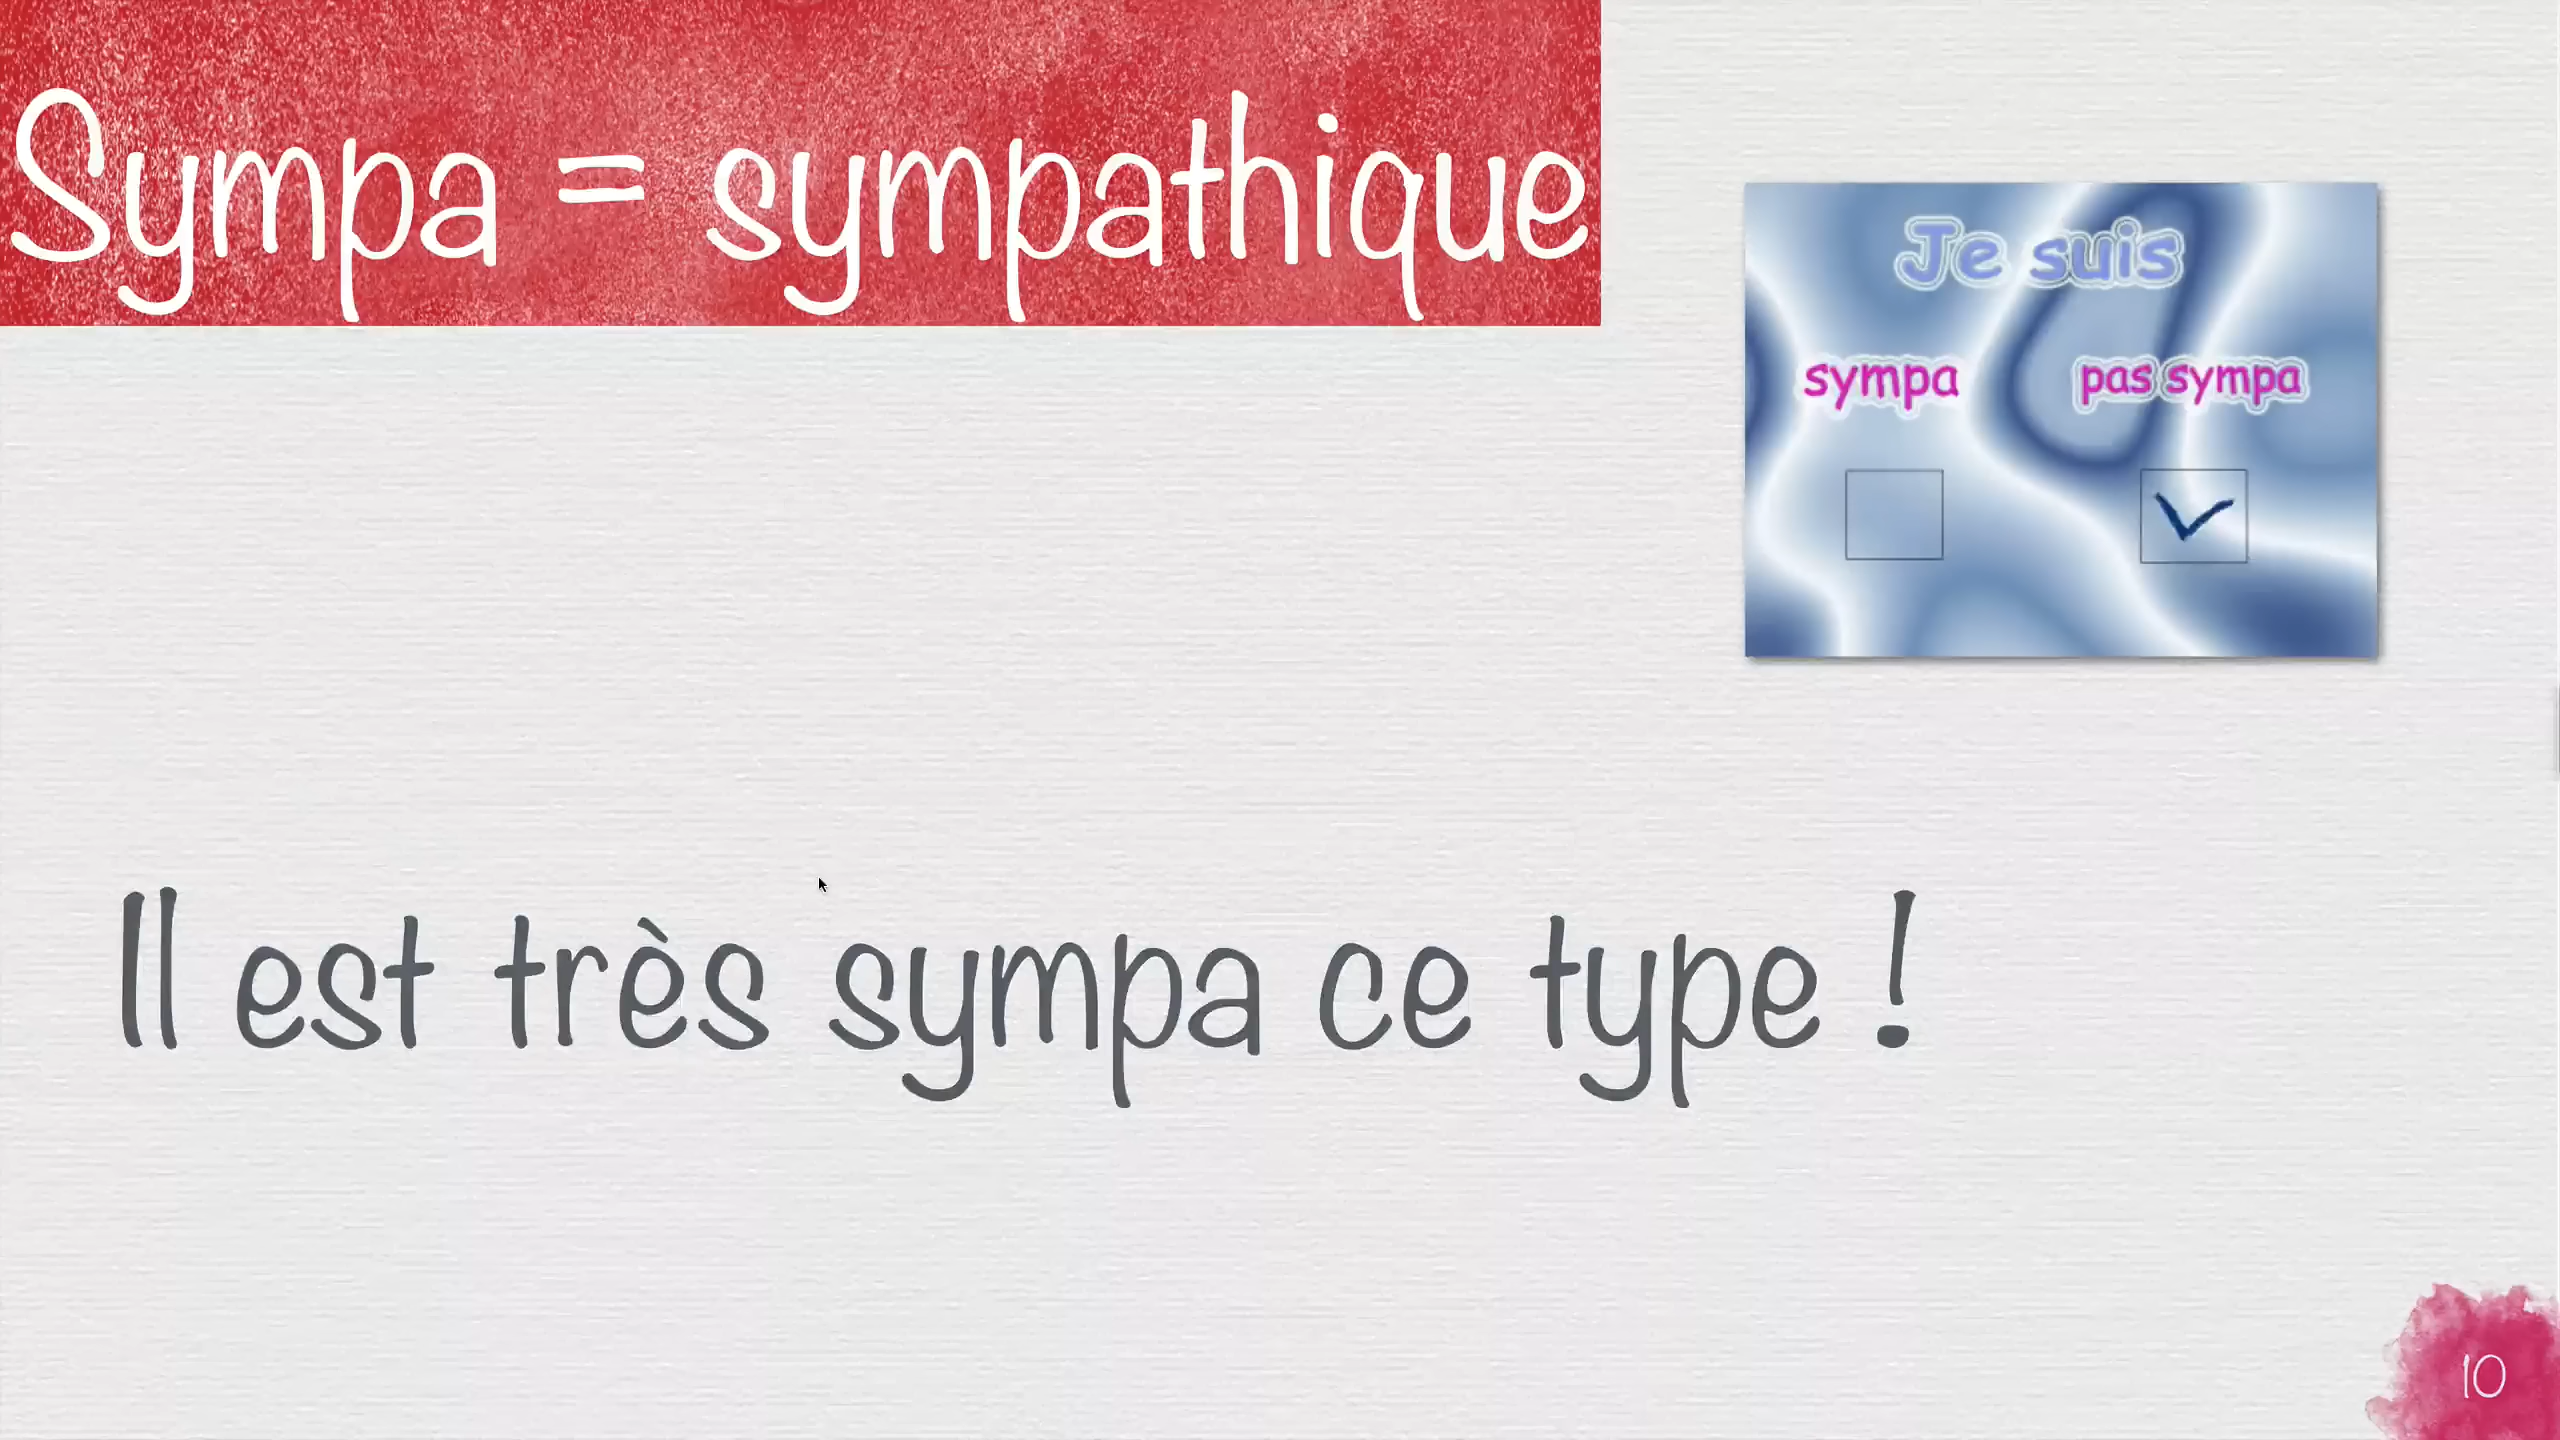 Sympa = sympathique
Je suis
sympa pas sympa
Il est très sympa ce type !
10